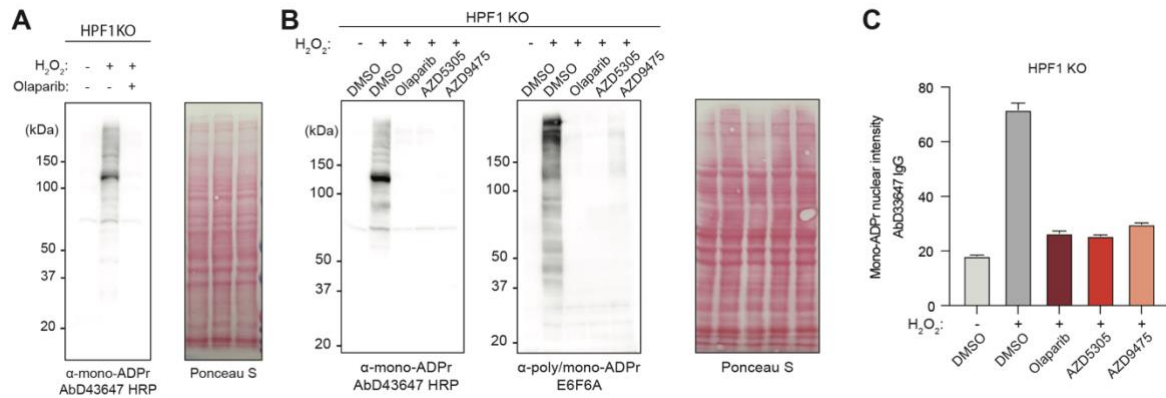 A
HPF1KO
H₂O₂: - + +
Olaparib: - - +
(kDa)
150
100
50
37
20
α-mono-ADPr
AbD43647 HRP
Ponceau S
B
HPF1 KO
H₂O₂: - + + + +
DMSO DMSO Olaparib AZD5305 AZD9475
- + + + +
DMSO DMSO Olaparib AZD5305 AZD9475
(kDa)
150
100
50
37
20
α-mono-ADPr
AbD43647 HRP
150
100
50
37
20
α-poly/mono-ADPr
E6F6A
Ponceau S
C
HPF1 KO
Mono-ADPr nuclear intensity
AbD33647 IgG
80
60
40
20
0
H₂O₂: - + + + +
DMSO DMSO Olaparib AZD5305 AZD9475